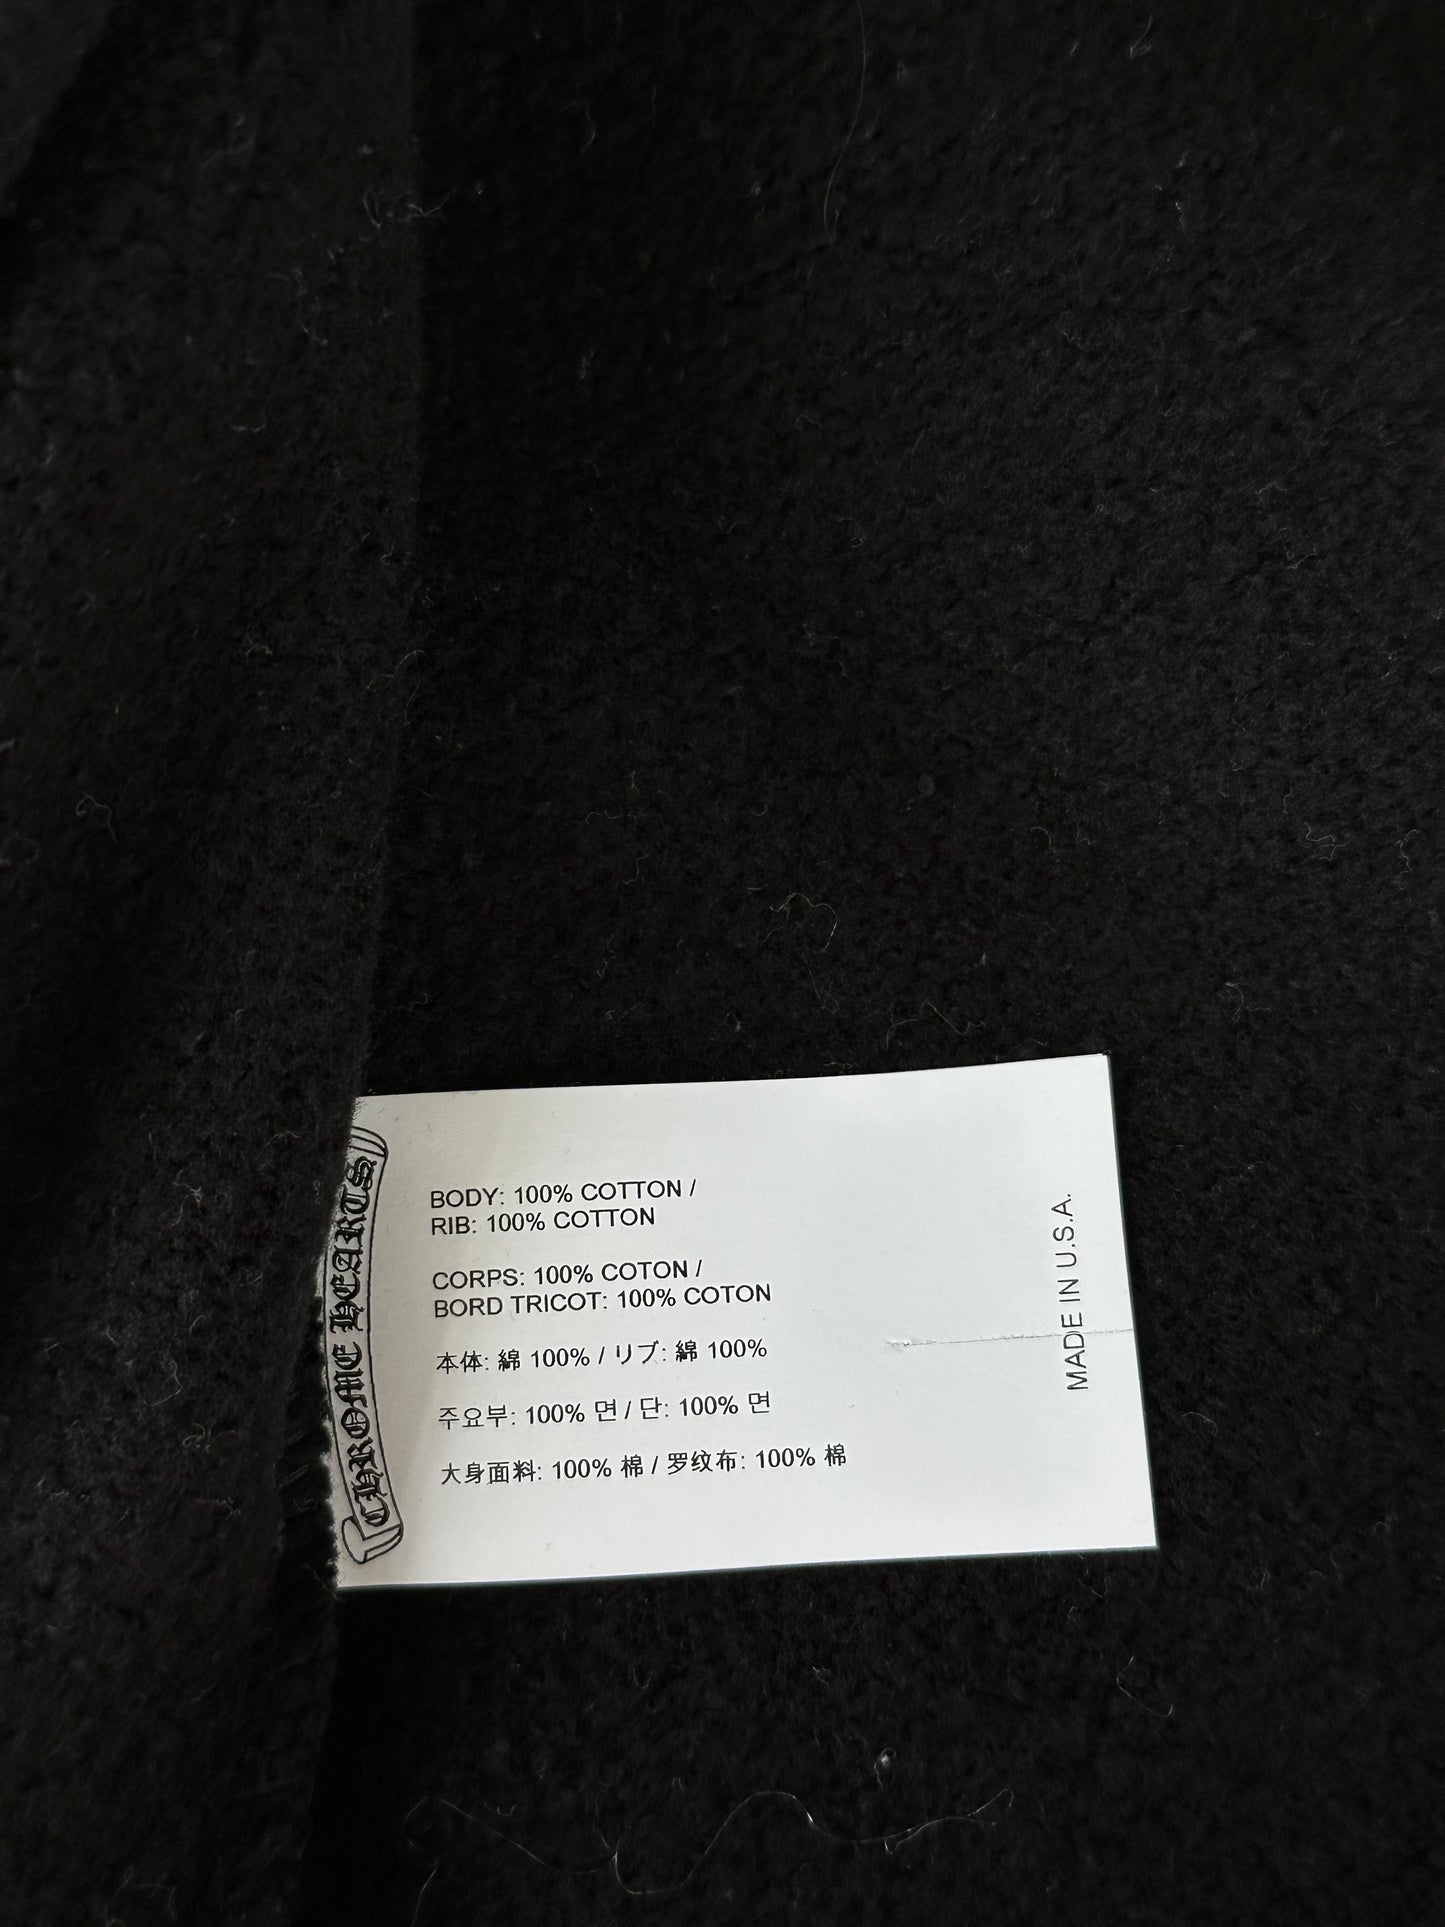 CHROME HEARTS
BODY: 100% COTTON /
RIB: 100% COTTON
CORPS: 100% COTON /
BORD TRICOT: 100% COTON
本体: 綿 100% / リブ: 綿 100%
주요부: 100% 면 / 단: 100% 면
大身面料: 100% 棉 / 罗纹布: 100% 棉
MADE IN U.S.A.